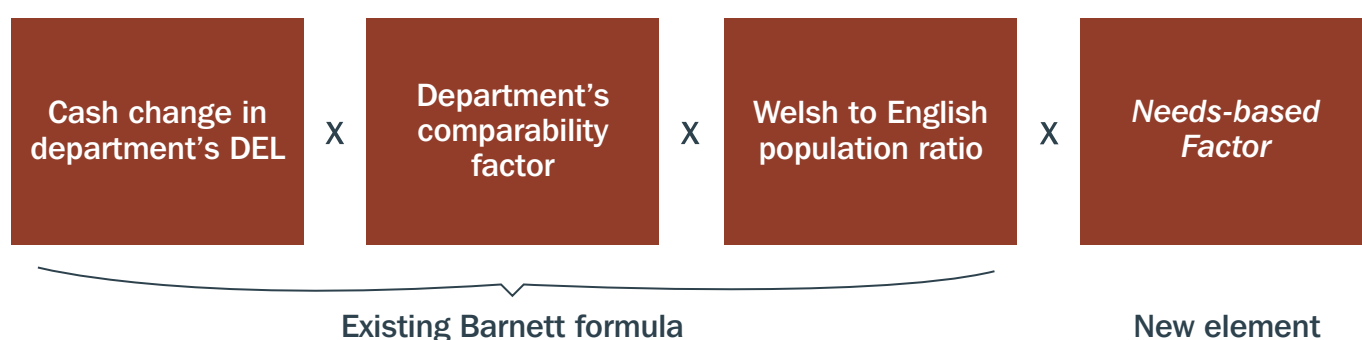 Cash change in
department's DEL
X
Department's
comparability
factor
X
Welsh to English
population ratio
X
Needs-based
Factor
Existing Barnett formula
New element